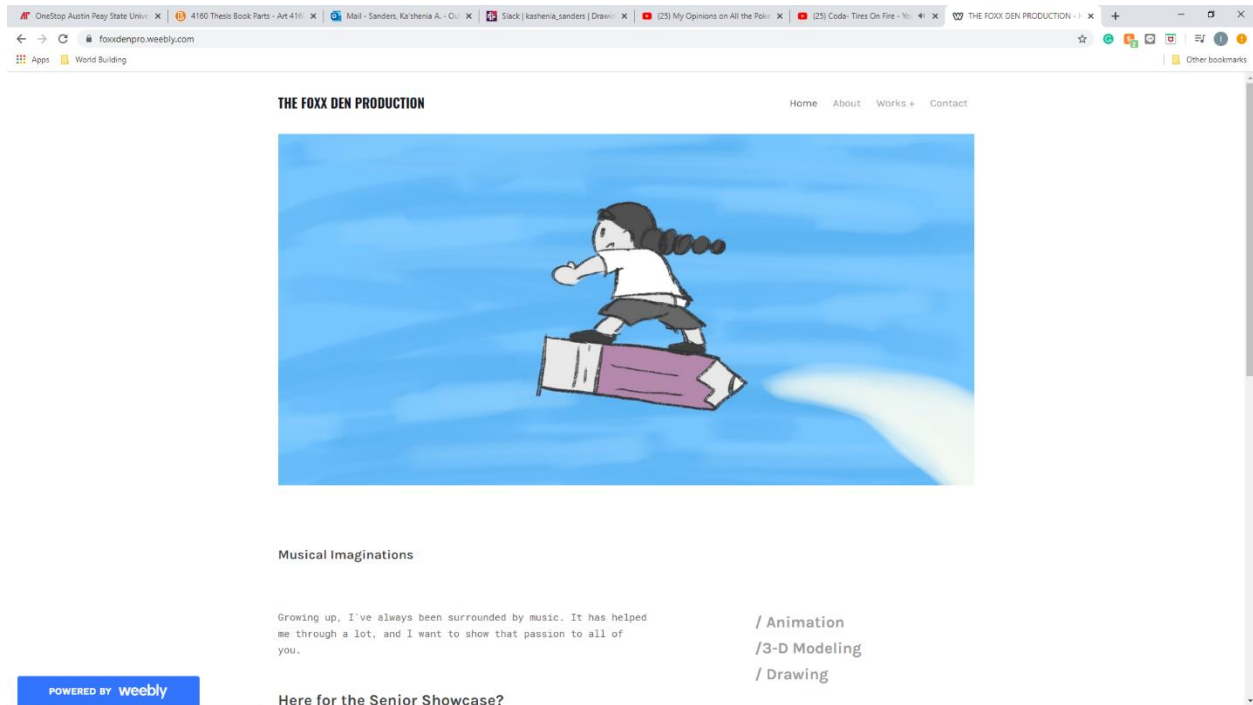 OneStop Austin Peay State Unive
4160 Thesis Book Parts - Art 416
Mail - Sanders, Ka'shenia A. - Ou
Slack | kashenia_sanders | Drawin
(25) My Opinions on All the Poke
(25) Coda- Tires On Fire - Yo
THE FOXX DEN PRODUCTION - H
foxxdenpro.weebly.com
Apps
World Building
Other bookmarks
THE FOXX DEN PRODUCTION
Home About Works + Contact
Musical Imaginations
Growing up, I've always been surrounded by music. It has helped
me through a lot, and I want to show that passion to all of
you.
/ Animation
/3-D Modeling
/ Drawing
Here for the Senior Showcase?
POWERED BY weebly